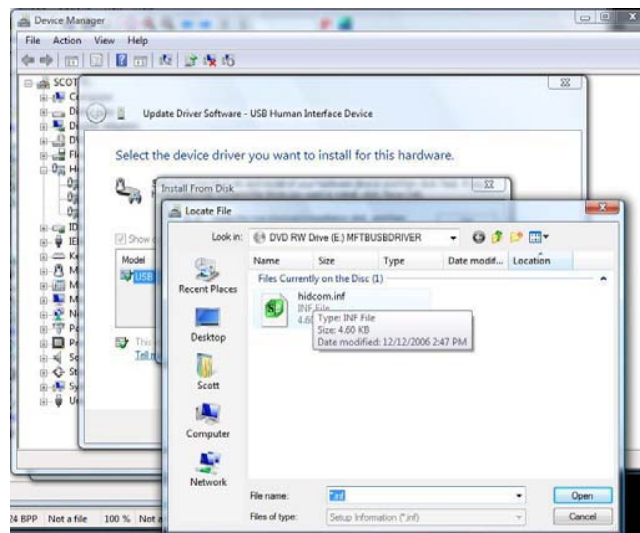 Device Manager
File Action View Help
SCOT
Update Driver Software - USB Human Interface Device
Select the device driver you want to install for this hardware.
Install From Disk
Locate File
Look in: DVD RW Drive (E:) MFTBUSBDRIVER
Show
Model
USB
Name Size Type Date modif... Location
Files Currently on the Disc (1)
hidcom.inf
INF File
4.60
Type: INF File
Size: 4.60 KB
Date modified: 12/12/2006 2:47 PM
Recent Places
Desktop
Scott
Computer
Network
This
Tell
File name: *.inf
Open
Files of type: Setup Information (*.inf)
Cancel
24 BPP Not a file 100 % Not a